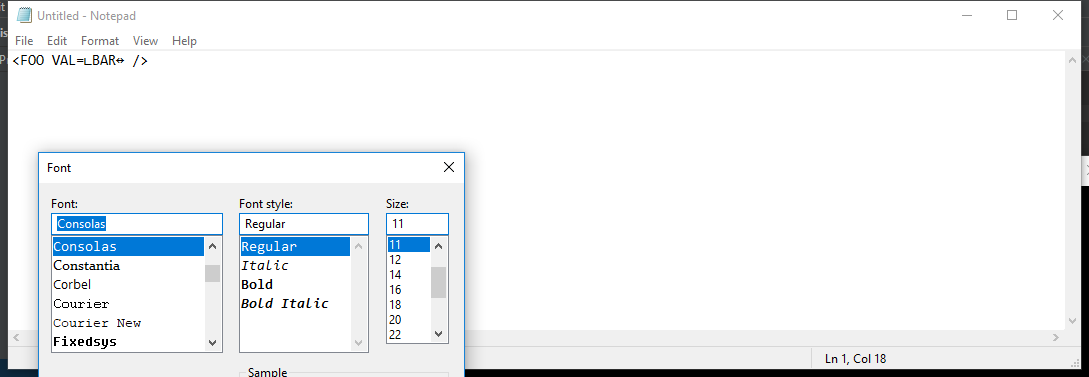 Untitled - Notepad
File Edit Format View Help
<FOO VAL=∟BAR↔ />
Font
Font: Font style: Size:
Consolas Regular 11
Consolas Regular 11
Constantia Italic 12
Corbel Bold 14
Courier Bold Italic 16
Courier New 18
Fixedsys 20
22
Sample
Ln 1, Col 18